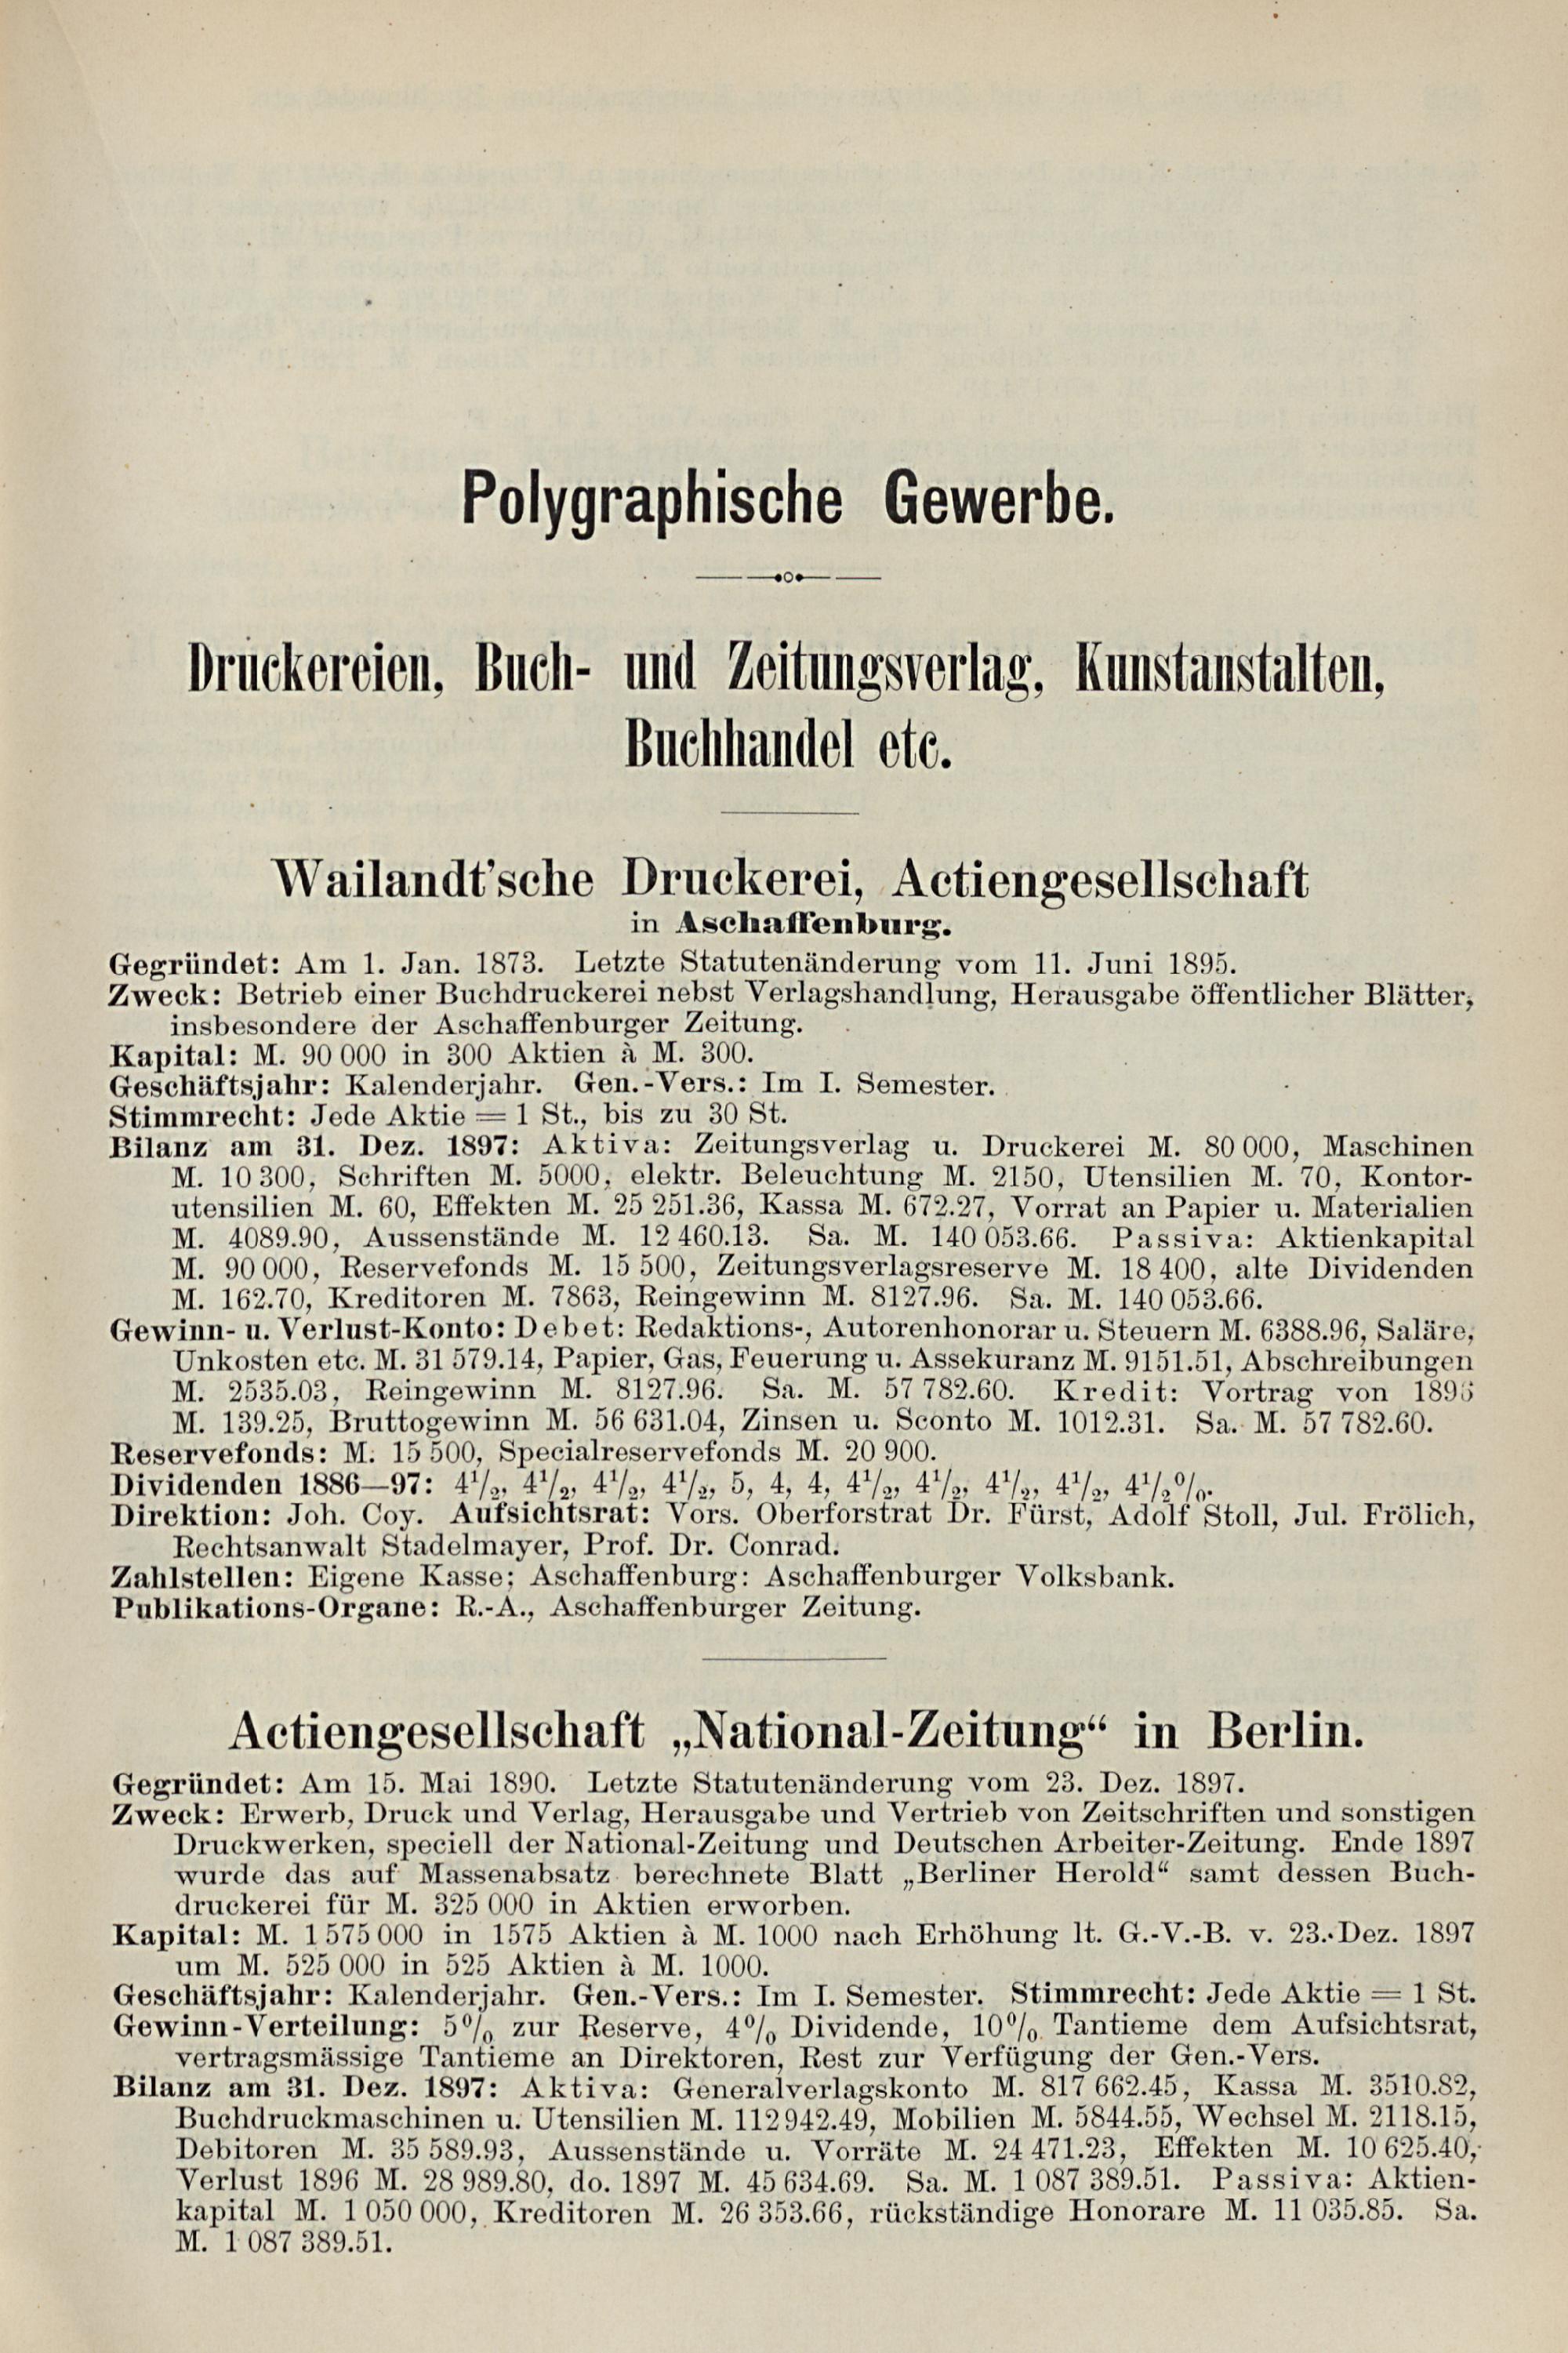 Polygraphische Gewerbe.
Druckereien, Buch- und Zeitungsverlag, Kunstanstalten,
Buchhandel etc.
Wailandt'sche Druckerei, Actiengesellschaft
in Aschaffenburg.
Gegründet: Am 1. Jan. 1873. Letzte Statutenänderung vom 11. Juni 1895.
Zweck: Betrieb einer Buchdruckerei nebst Verlagshandlung, Herausgabe öffentlicher Blätter,
insbesondere der Aschaffenburger Zeitung.
Kapital: M. 90 000 in 300 Aktien à M. 300.
Geschäftsjahr: Kalenderjahr. Gen.-Vers.: Im I. Semester.
Stimmrecht: Jede Aktie = 1 St., bis zu 30 St.
Bilanz am 31. Dez. 1897: Aktiva: Zeitungsverlag u. Druckerei M. 80 000, Maschinen
M. 10 300, Schriften M. 5000, elektr. Beleuchtung M. 2150, Utensilien M. 70, Kontor-
utensilien M. 60, Effekten M. 25 251.36, Kassa M. 672.27, Vorrat an Papier u. Materialien
M. 4089.90, Aussenstände M. 12 460.13. Sa. M. 140 053.66. Passiva: Aktienkapital
M. 90 000, Reservefonds M. 15 500, Zeitungsverlagsreserve M. 18 400, alte Dividenden
M. 162.70, Kreditoren M. 7863, Reingewinn M. 8127.96. Sa. M. 140 053.66.
Gewinn- u. Verlust-Konto: Debet: Redaktions-, Autorenhonorar u. Steuern M. 6388.96, Saläre,
Unkosten etc. M. 31 579.14, Papier, Gas, Feuerung u. Assekuranz M. 9151.51, Abschreibungen
M. 2535.03, Reingewinn M. 8127.96. Sa. M. 57 782.60. Kredit: Vortrag von 1896
M. 139.25, Bruttogewinn M. 56 631.04, Zinsen u. Sconto M. 1012.31. Sa. M. 57 782.60.
Reservefonds: M. 15 500, Specialreservefonds M. 20 900.
Dividenden 1886—97: 4¹/₂, 4¹/₂, 4¹/₂, 4¹/₂, 5, 4, 4, 4¹/₂, 4¹/₂, 4¹/₂, 4¹/₂, 4¹/₂%.
Direktion: Joh. Coy. Aufsichtsrat: Vors. Oberforstrat Dr. Fürst, Adolf Stoll, Jul. Frölich,
Rechtsanwalt Stadelmayer, Prof. Dr. Conrad.
Zahlstellen: Eigene Kasse; Aschaffenburg: Aschaffenburger Volksbank.
Publikations-Organe: R.-A., Aschaffenburger Zeitung.
Actiengesellschaft „National-Zeitung“ in Berlin.
Gegründet: Am 15. Mai 1890. Letzte Statutenänderung vom 23. Dez. 1897.
Zweck: Erwerb, Druck und Verlag, Herausgabe und Vertrieb von Zeitschriften und sonstigen
Druckwerken, speciell der National-Zeitung und Deutschen Arbeiter-Zeitung. Ende 1897
wurde das auf Massenabsatz berechnete Blatt „Berliner Herold“ samt dessen Buch-
druckerei für M. 325 000 in Aktien erworben.
Kapital: M. 1 575 000 in 1575 Aktien à M. 1000 nach Erhöhung lt. G.-V.-B. v. 23. Dez. 1897
um M. 525 000 in 525 Aktien à M. 1000.
Geschäftsjahr: Kalenderjahr. Gen.-Vers.: Im I. Semester. Stimmrecht: Jede Aktie = 1 St.
Gewinn-Verteilung: 5% zur Reserve, 4% Dividende, 10% Tantieme dem Aufsichtsrat,
vertragsmässige Tantieme an Direktoren, Rest zur Verfügung der Gen.-Vers.
Bilanz am 31. Dez. 1897: Aktiva: Generalverlagskonto M. 817 662.45, Kassa M. 3510.82,
Buchdruckmaschinen u. Utensilien M. 112 942.49, Mobilien M. 5844.55, Wechsel M. 2118.15,
Debitoren M. 35 589.93, Aussenstände u. Vorräte M. 24 471.23, Effekten M. 10 625.40,
Verlust 1896 M. 28 989.80, do. 1897 M. 45 634.69. Sa. M. 1 087 389.51. Passiva: Aktien-
kapital M. 1 050 000, Kreditoren M. 26 353.66, rückständige Honorare M. 11 035.85. Sa.
M. 1 087 389.51.